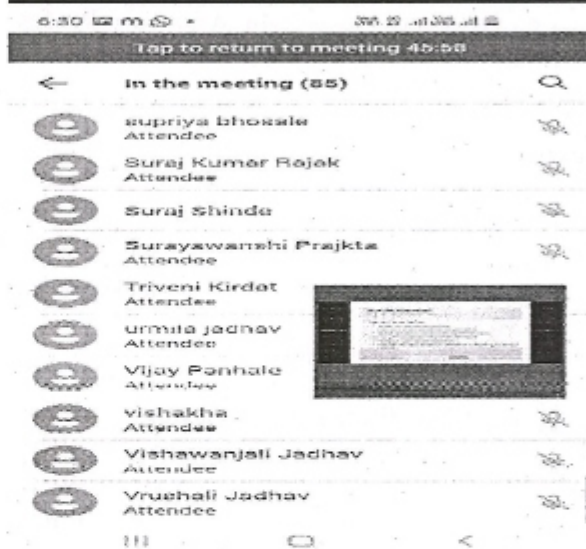 6:30
Tap to return to meeting 45:58
In the meeting (85)
supriya bhosale
Attendee
Suraj Kumar Rajak
Attendee
Suraj Shinde
Surayawanshi Prajkta
Attendee
Triveni Kirdat
Attendee
urmila jadhav
Attendee
Vijay Panhale
Attendee
vishakha
Attendee
Vishawanjali Jadhav
Attendee
Vrushali Jadhav
Attendee